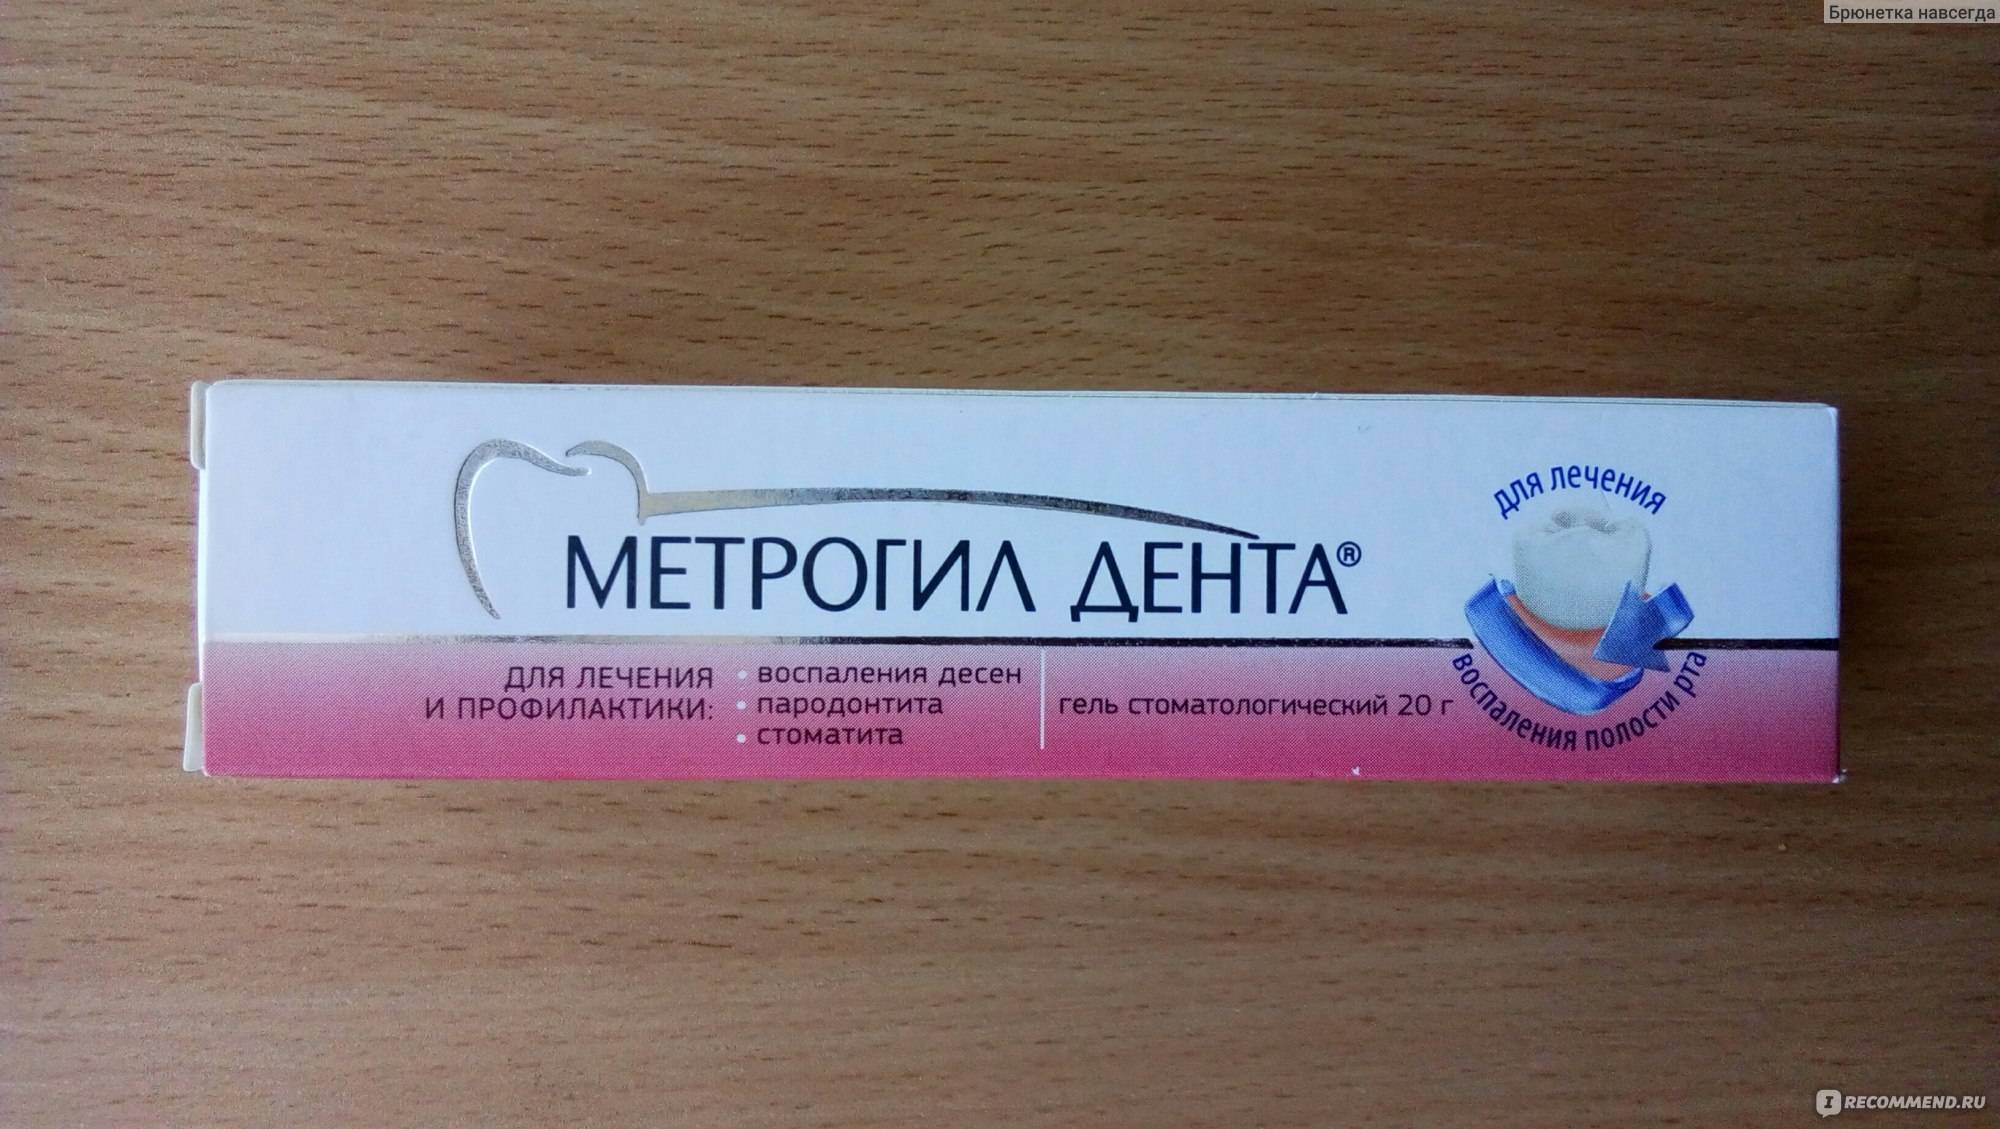 Брюнетка навсегда
МЕТРОГИЛ ДЕНТА®
ДЛЯ ЛЕЧЕНИЯ
И ПРОФИЛАКТИКИ:
• воспаления десен
• пародонтита
• стоматита
гель стоматологический 20 г
для лечения
воспаления полости рта
IRECOMMEND.RU